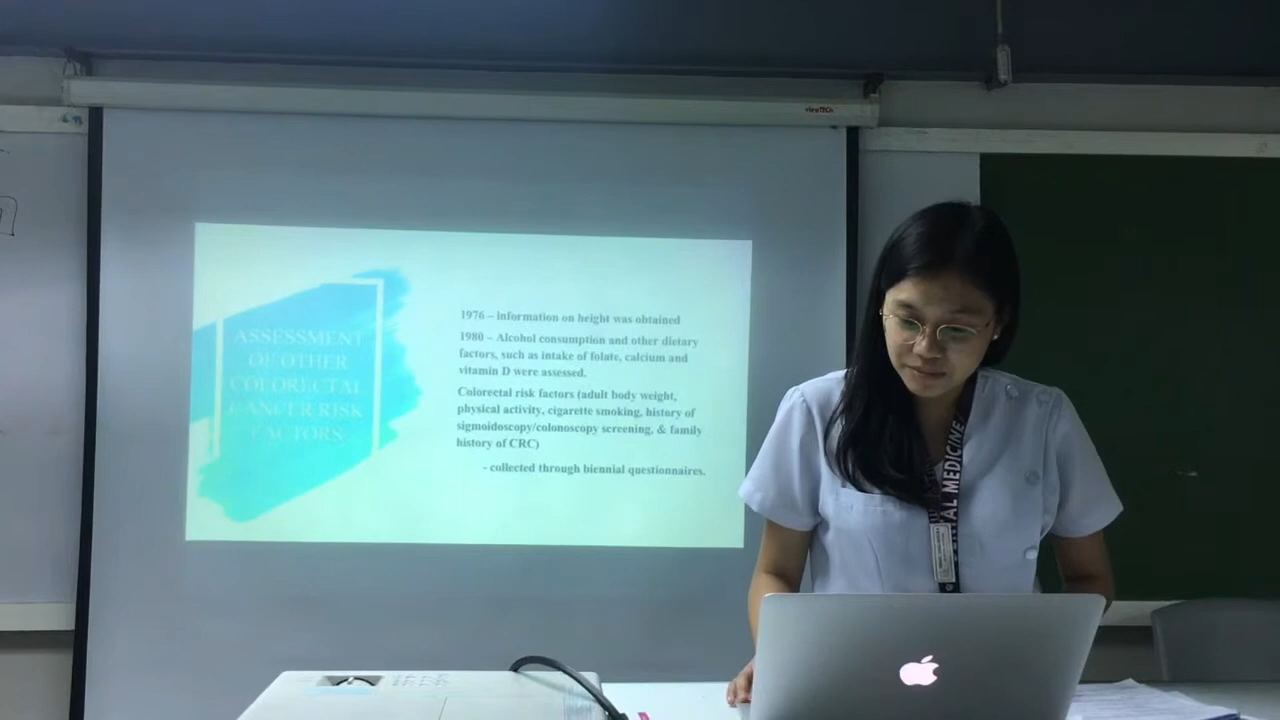 viewTECH
ASSESSMENT
OF OTHER
COLORECTAL
CANCER RISK
FACTORS
1976 – information on height was obtained
1980 – Alcohol consumption and other dietary
factors, such as intake of folate, calcium and
vitamin D were assessed.
Colorectal risk factors (adult body weight,
physical activity, cigarette smoking, history of
sigmoidoscopy/colonoscopy screening, & family
history of CRC)
- collected through biennial questionnaires.
MEDICINE